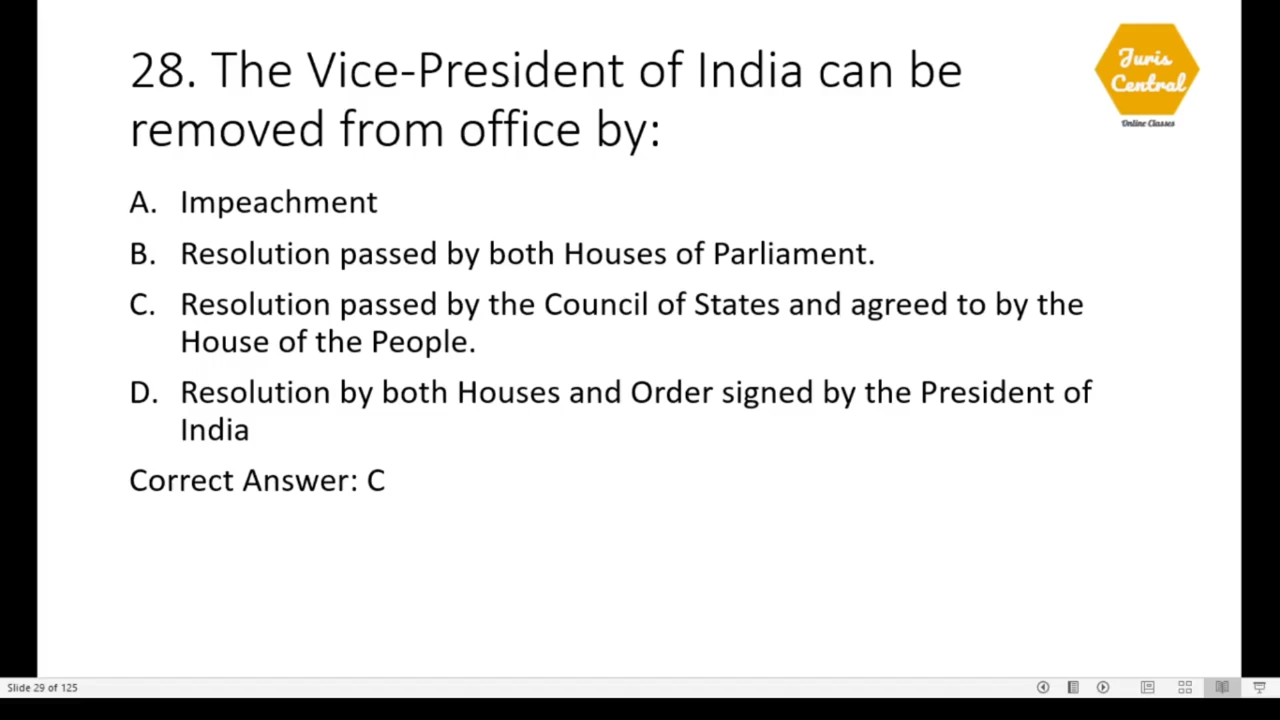 28. The Vice-President of India can be
removed from office by:
Juris
Central
Online Classes
A. Impeachment
B. Resolution passed by both Houses of Parliament.
C. Resolution passed by the Council of States and agreed to by the
House of the People.
D. Resolution by both Houses and Order signed by the President of
India
Correct Answer: C
Slide 29 of 125